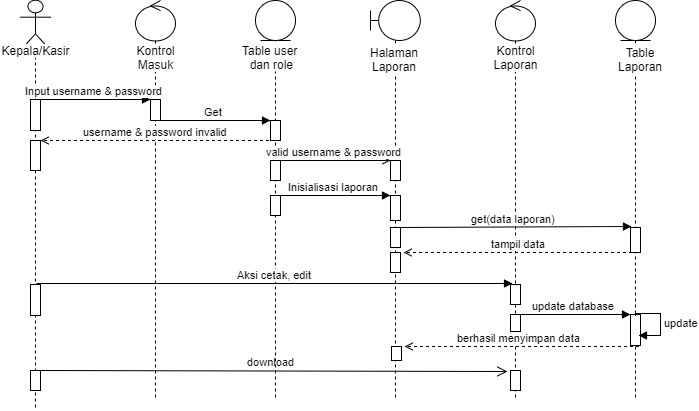 Kepala/Kasir
Kontrol
Masuk
Table user
dan role
Halaman
Laporan
Kontrol
Laporan
Table
Laporan
Input username & password
Get
username & password invalid
valid username & password
Inisialisasi laporan
get(data laporan)
tampil data
Aksi cetak, edit
update database
update
berhasil menyimpan data
download